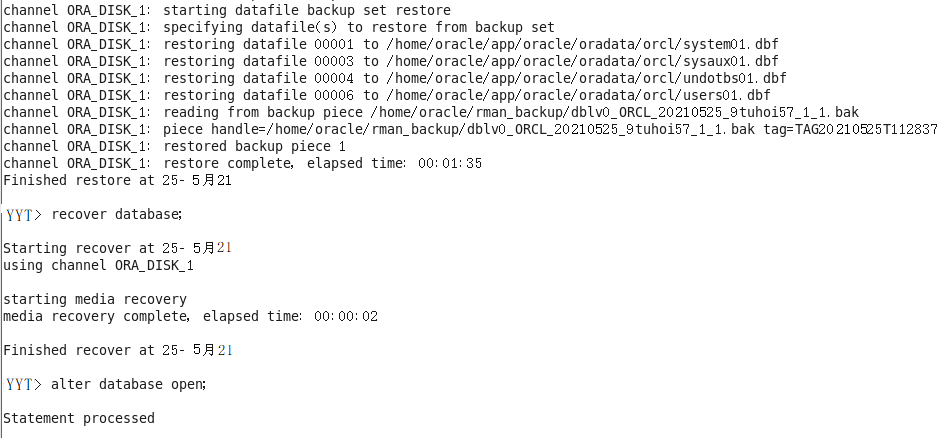 channel ORA_DISK_1: starting datafile backup set restore
channel ORA_DISK_1: specifying datafile(s) to restore from backup set
channel ORA_DISK_1: restoring datafile 00001 to /home/oracle/app/oracle/oradata/orcl/system01.dbf
channel ORA_DISK_1: restoring datafile 00003 to /home/oracle/app/oracle/oradata/orcl/sysaux01.dbf
channel ORA_DISK_1: restoring datafile 00004 to /home/oracle/app/oracle/oradata/orcl/undotbs01.dbf
channel ORA_DISK_1: restoring datafile 00006 to /home/oracle/app/oracle/oradata/orcl/users01.dbf
channel ORA_DISK_1: reading from backup piece /home/oracle/rman_backup/dblv0_ORCL_20210525_9tuhoi57_1_1.bak
channel ORA_DISK_1: piece handle=/home/oracle/rman_backup/dblv0_ORCL_20210525_9tuhoi57_1_1.bak tag=TAG20210525T112837
channel ORA_DISK_1: restored backup piece 1
channel ORA_DISK_1: restore complete, elapsed time: 00:01:35
Finished restore at 25- 5月21
YYT> recover database;
Starting recover at 25- 5月21
using channel ORA_DISK_1
starting media recovery
media recovery complete, elapsed time: 00:00:02
Finished recover at 25- 5月21
YYT> alter database open;
Statement processed